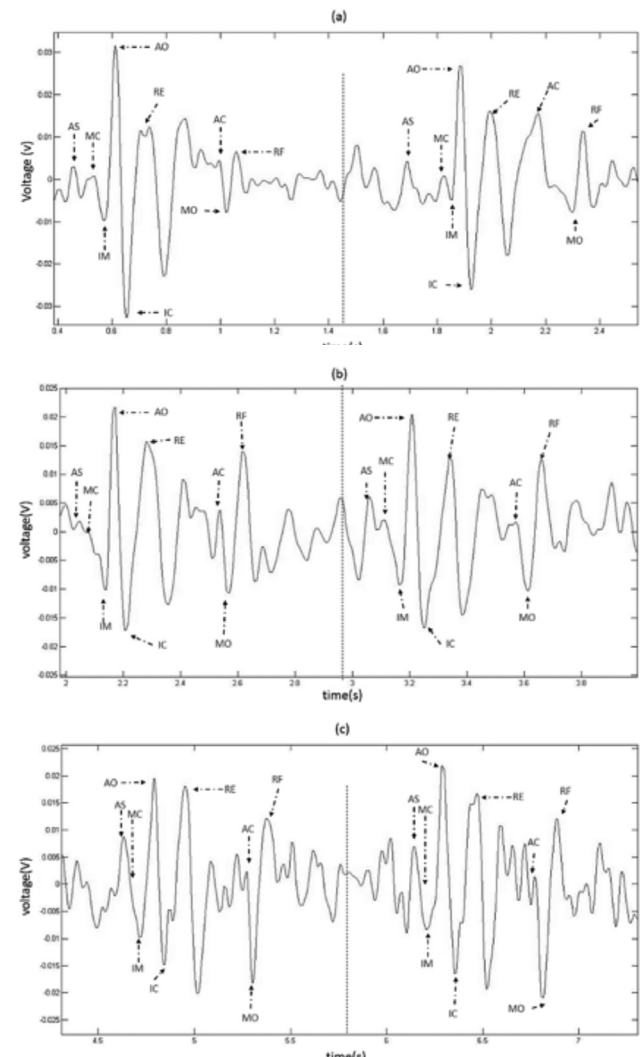 (a)
AO
RE
AS
MC
AC
RF
MO
IM
IC
AO
RE
AC
RF
AS
MC
IM
IC
MO
Voltage (v)
0.03
0.02
0.01
0
-0.01
-0.02
-0.03
0.4 0.6 0.8 1 1.2 1.4 1.6 1.8 2 2.2 2.4
time(s)
(b)
AO
RE
RF
AS
MC
AC
IM
IC
MO
AO
RE
RF
AS
MC
AC
IM
IC
MO
voltage(V)
0.025
0.02
0.015
0.01
0.005
0
-0.005
-0.01
-0.015
-0.02
-0.025
2 2.2 2.4 2.6 2.8 3 3.2 3.4 3.6 3.8
time(s)
(c)
AO
RE
RF
AS
MC
AC
IM
IC
MO
AO
RE
RF
AS
MC
AC
IM
IC
MO
voltage(V)
0.025
0.02
0.015
0.01
0.005
0
-0.005
-0.01
-0.015
-0.02
-0.025
4.5 5 5.5 6 6.5 7
time(s)